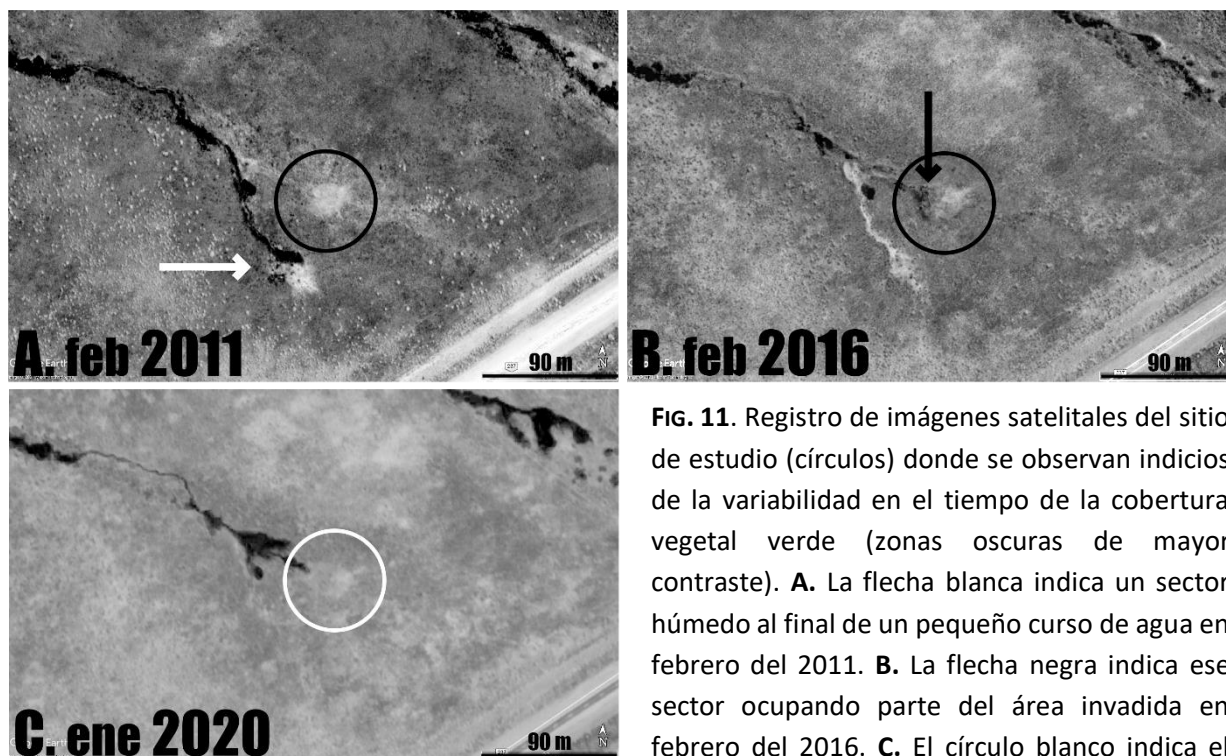 A. feb 2011
90 m
N
B. feb 2016
90 m
N
C. ene 2020
90 m
N
FIG. 11. Registro de imágenes satelitales del sitio
de estudio (círculos) donde se observan indicios
de la variabilidad en el tiempo de la cobertura
vegetal verde (zonas oscuras de mayor
contraste). A. La flecha blanca indica un sector
húmedo al final de un pequeño curso de agua en
febrero del 2011. B. La flecha negra indica ese
sector ocupando parte del área invadida en
febrero del 2016. C. El círculo blanco indica el